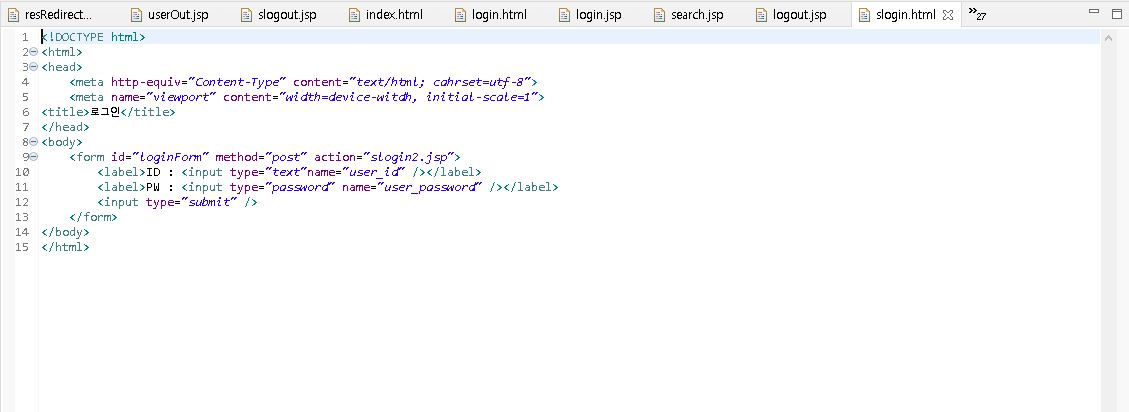 resRedirect... userOut.jsp slogout.jsp index.html login.html login.jsp search.jsp logout.jsp slogin.html »27
1 <!DOCTYPE html>
2 <html>
3 <head>
4 <meta http-equiv="Content-Type" content="text/html; cahrset=utf-8">
5 <meta name="viewport" content="width=device-witdh, initial-scale=1">
6 <title>로그인</title>
7 </head>
8 <body>
9 <form id="loginForm" method="post" action="slogin2.jsp">
10 <label>ID : <input type="text"name="user_id" /></label>
11 <label>PW : <input type="password" name="user_password" /></label>
12 <input type="submit" />
13 </form>
14 </body>
15 </html>